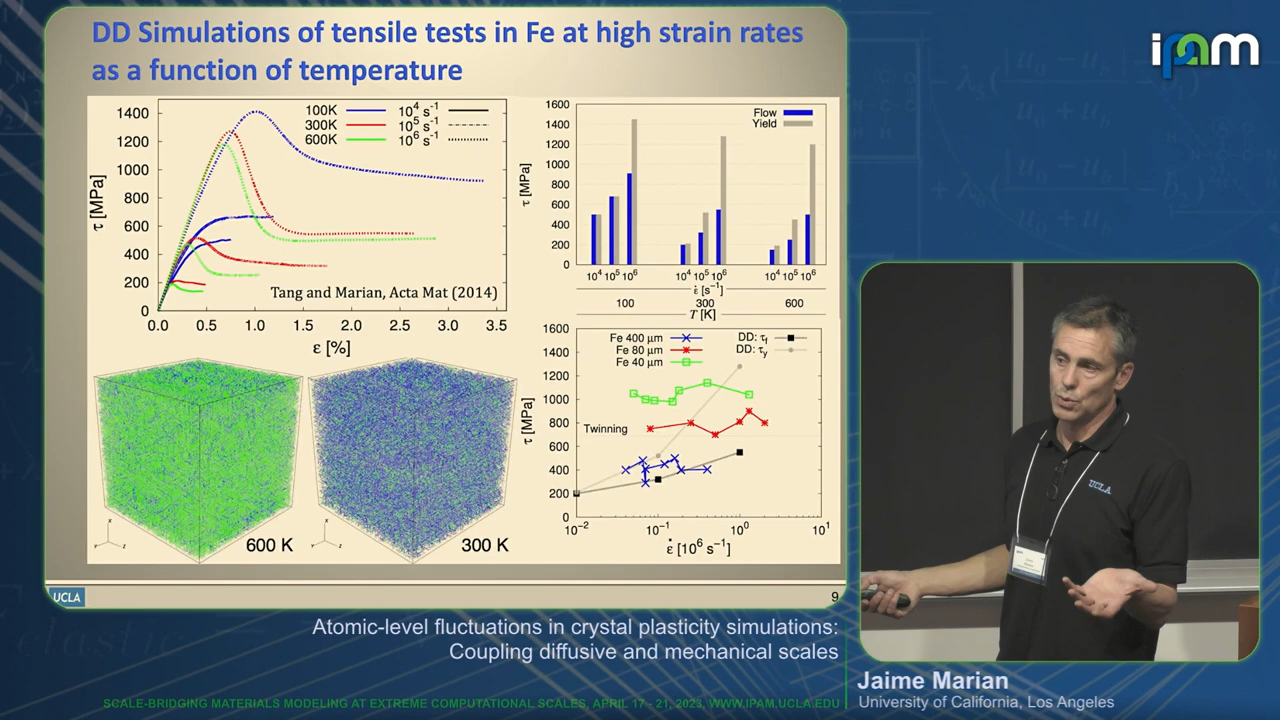 DD Simulations of tensile tests in Fe at high strain rates
as a function of temperature
ipam
1400
1200
1000
800
600
400
200
0
τ [MPa]
100K
300K
600K
10⁴ s⁻¹
10⁵ s⁻¹
10⁶ s⁻¹
Tang and Marian, Acta Mat (2014)
0.0 0.5 1.0 1.5 2.0 2.5 3.0 3.5
ε [%]
1600
1400
1200
1000
800
600
400
200
0
τ [MPa]
Flow
Yield
10⁴ 10⁵ 10⁶ 10⁴ 10⁵ 10⁶ 10⁴ 10⁵ 10⁶
ε̇ [s⁻¹]
100 300 600
T [K]
x
y
z
600 K
x
y
z
300 K
1600
1400
1200
1000
800
600
400
200
0
τ [MPa]
Fe 400 μm
Fe 80 μm
Fe 40 μm
DD: τf
DD: τy
Twinning
10⁻² 10⁻¹ 10⁰ 10¹
ε̇ [10⁶ s⁻¹]
UCLA
9
UCLA
Atomic-level fluctuations in crystal plasticity simulations:
Coupling diffusive and mechanical scales
Jaime Marian
University of California, Los Angeles
SCALE-BRIDGING MATERIALS MODELING AT EXTREME COMPUTATIONAL SCALES, APRIL 17 - 21, 2023, WWW.IPAM.UCLA.EDU